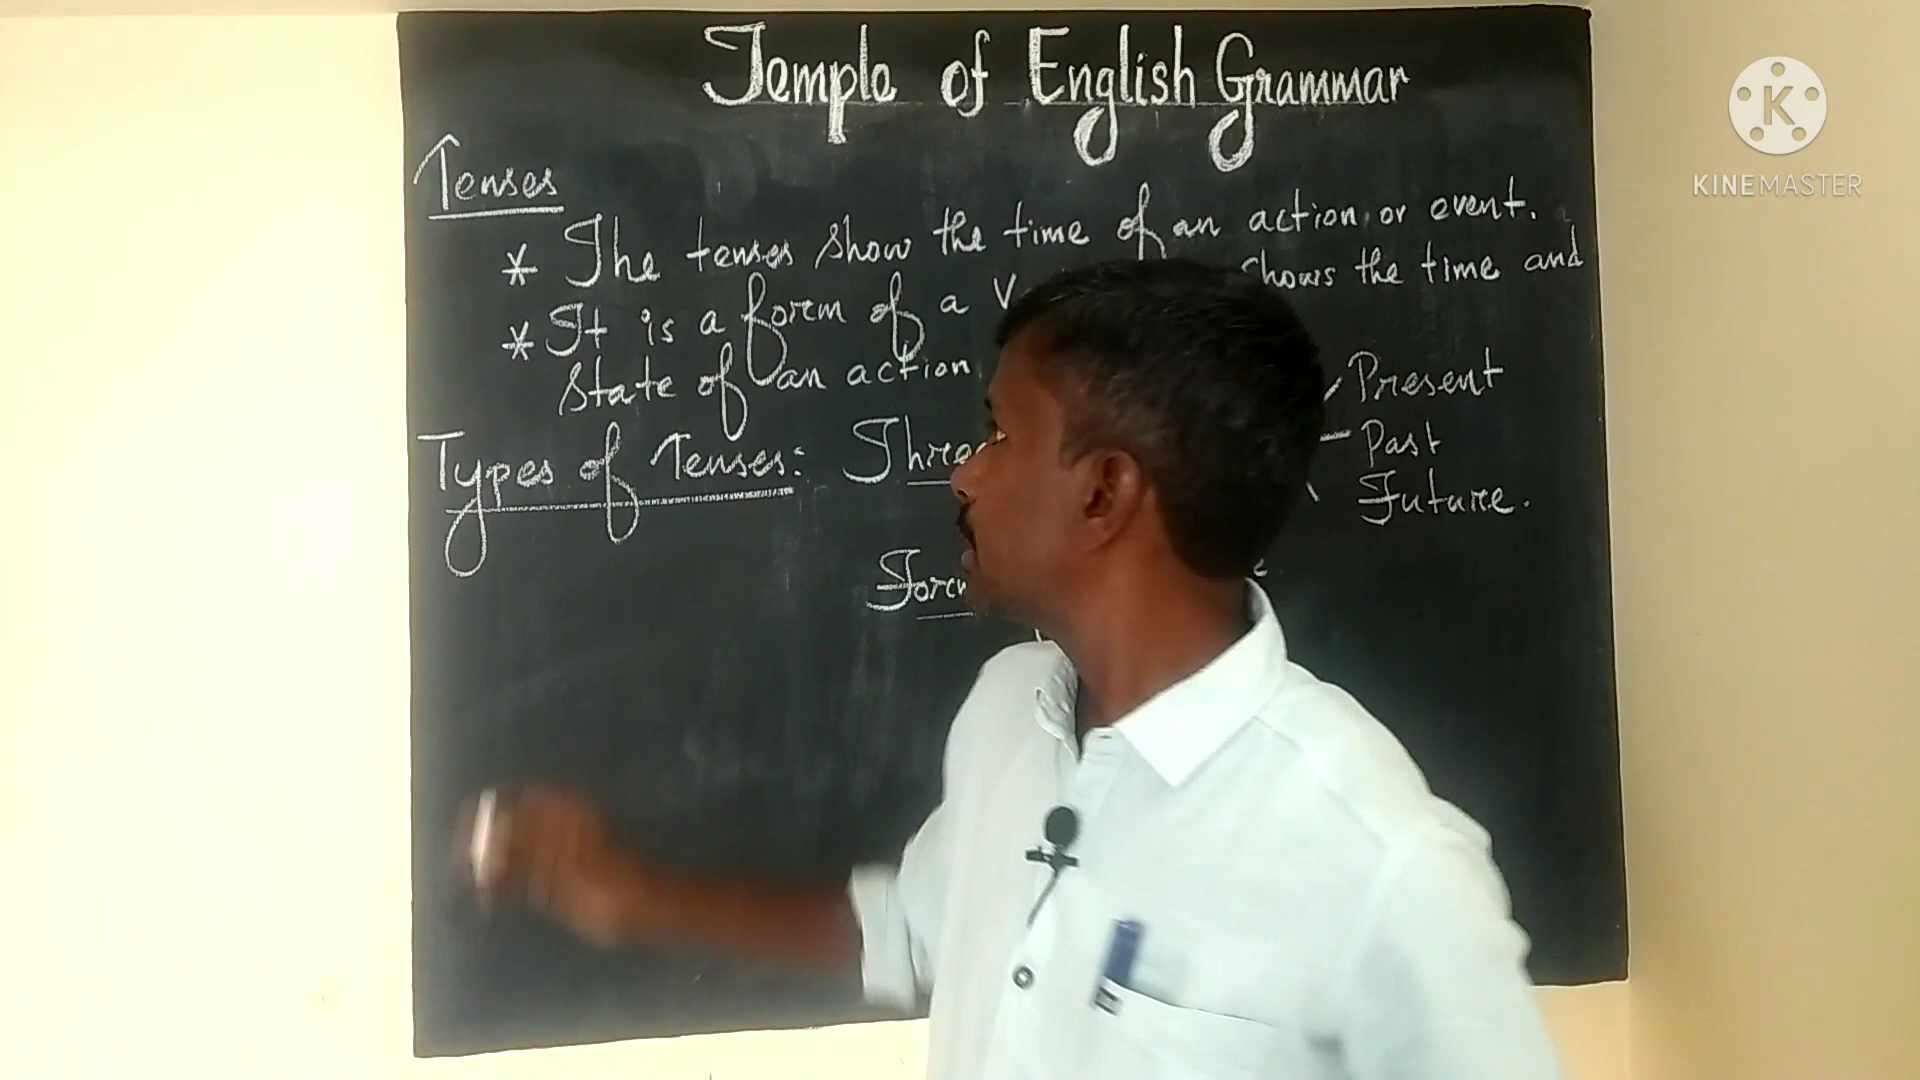 Temple of English Grammar
KINEMASTER
Tenses
* The tenses show the time of an action or event.
* It is a form of a shows the time and
state of an action.
Types of Tenses:
Present
Past
Future.